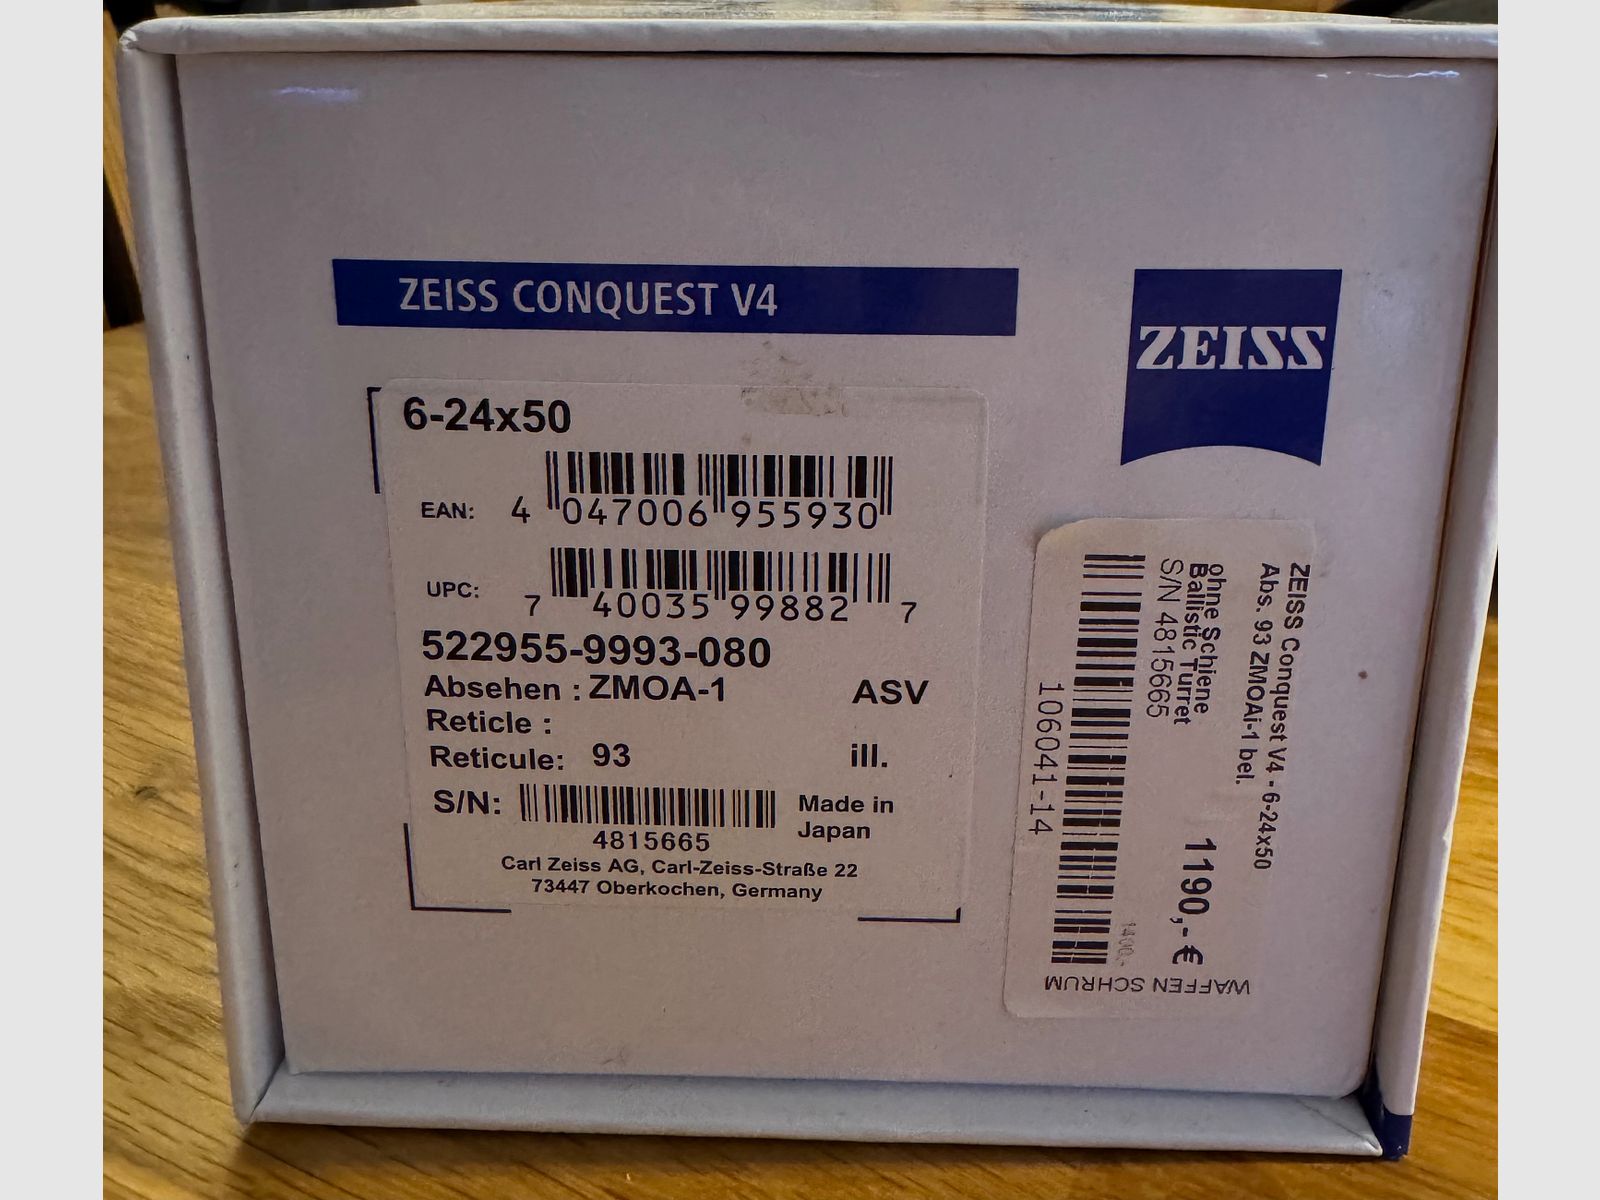 ZEISS CONQUEST V4
ZEISS
6-24x50
EAN: 4 047006 955930
UPC: 7 40035 99882 7
522955-9993-080
Absehen : ZMOA-1 ASV
Reticle :
Reticule: 93 ill.
S/N: Made in
Japan
4815665
Carl Zeiss AG, Carl-Zeiss-Straße 22
73447 Oberkochen, Germany
ZEISS Conquest V4 - 6-24x50
Abs. 93 ZMOAi-1 bel.
ohne Schiene
Ballistic Turret
S/N 4815665
1190,- €
1400,-
106041-14
WAFFEN SCHRUM